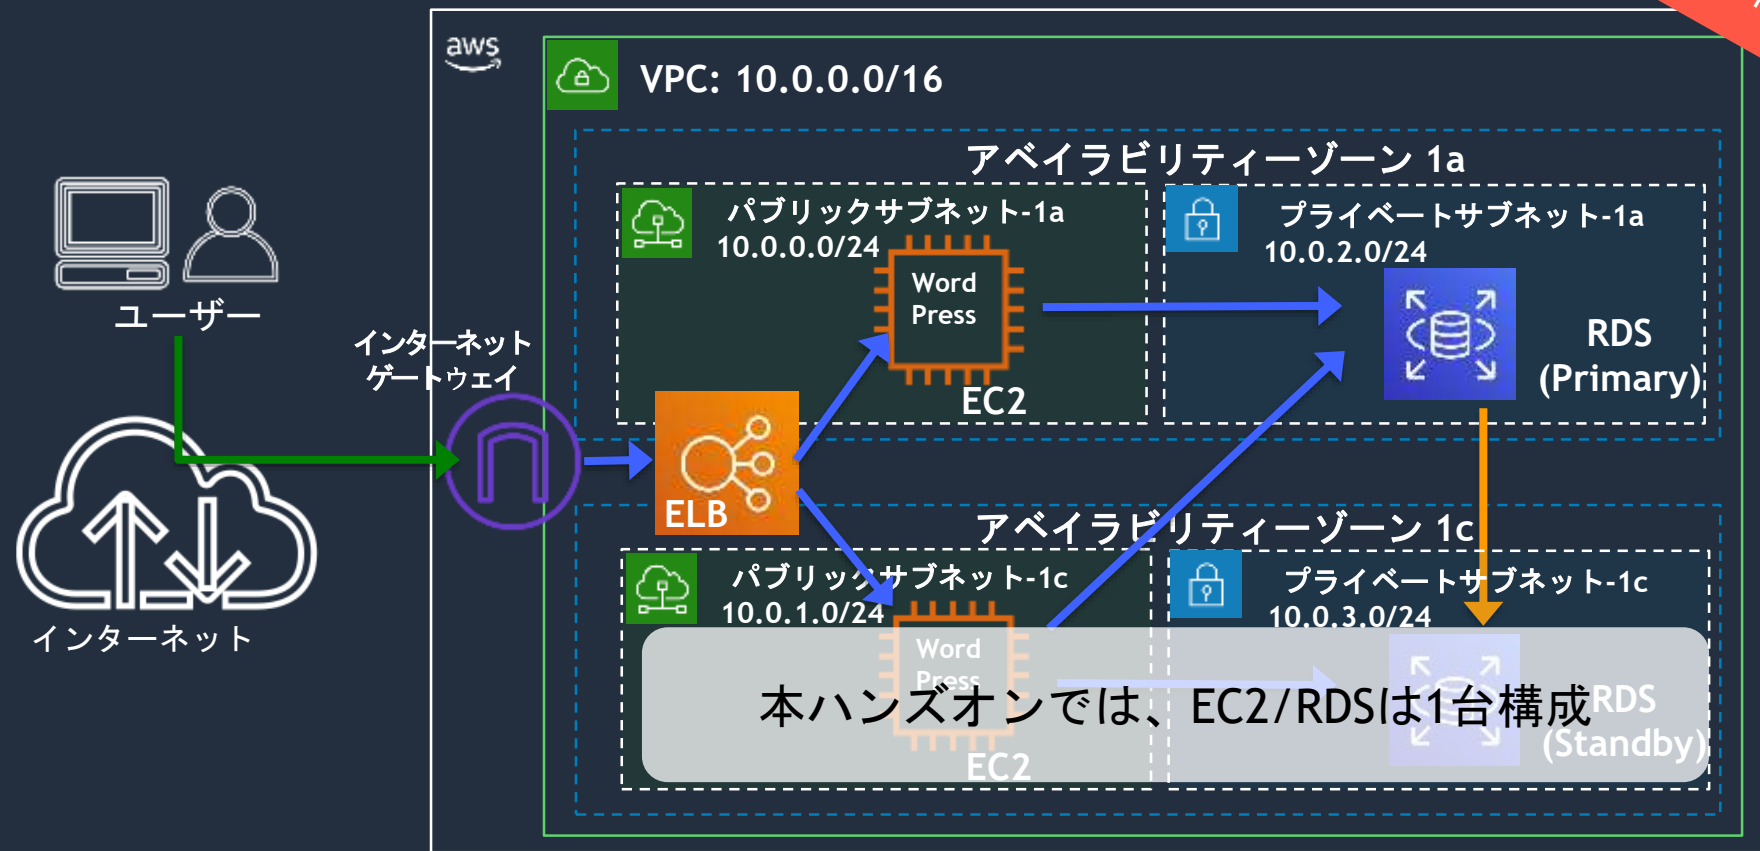 aws
VPC: 10.0.0.0/16
アベイラビリティーゾーン 1a
パブリックサブネット-1a
10.0.0.0/24
プライベートサブネット-1a
10.0.2.0/24
Word
Press
EC2
RDS
(Primary)
ユーザー
インターネット
ゲートウェイ
ELB
インターネット
アベイラビリティーゾーン 1c
パブリックサブネット-1c
10.0.1.0/24
プライベートサブネット-1c
10.0.3.0/24
Word
Press
本ハンズオンでは、EC2/RDSは1台構成
EC2
RDS
(Standby)